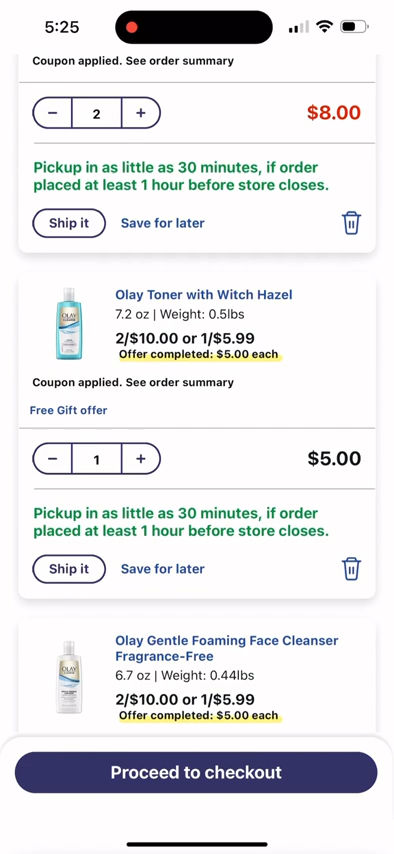 5:25
Coupon applied. See order summary
− 2 + $8.00
Pickup in as little as 30 minutes, if order
placed at least 1 hour before store closes.
Ship it Save for later
Olay Toner with Witch Hazel
7.2 oz | Weight: 0.5lbs
2/$10.00 or 1/$5.99
Offer completed: $5.00 each
Coupon applied. See order summary
Free Gift offer
− 1 + $5.00
Pickup in as little as 30 minutes, if order
placed at least 1 hour before store closes.
Ship it Save for later
Olay Gentle Foaming Face Cleanser
Fragrance-Free
6.7 oz | Weight: 0.44lbs
2/$10.00 or 1/$5.99
Offer completed: $5.00 each
OLAY
OLAY
Proceed to checkout